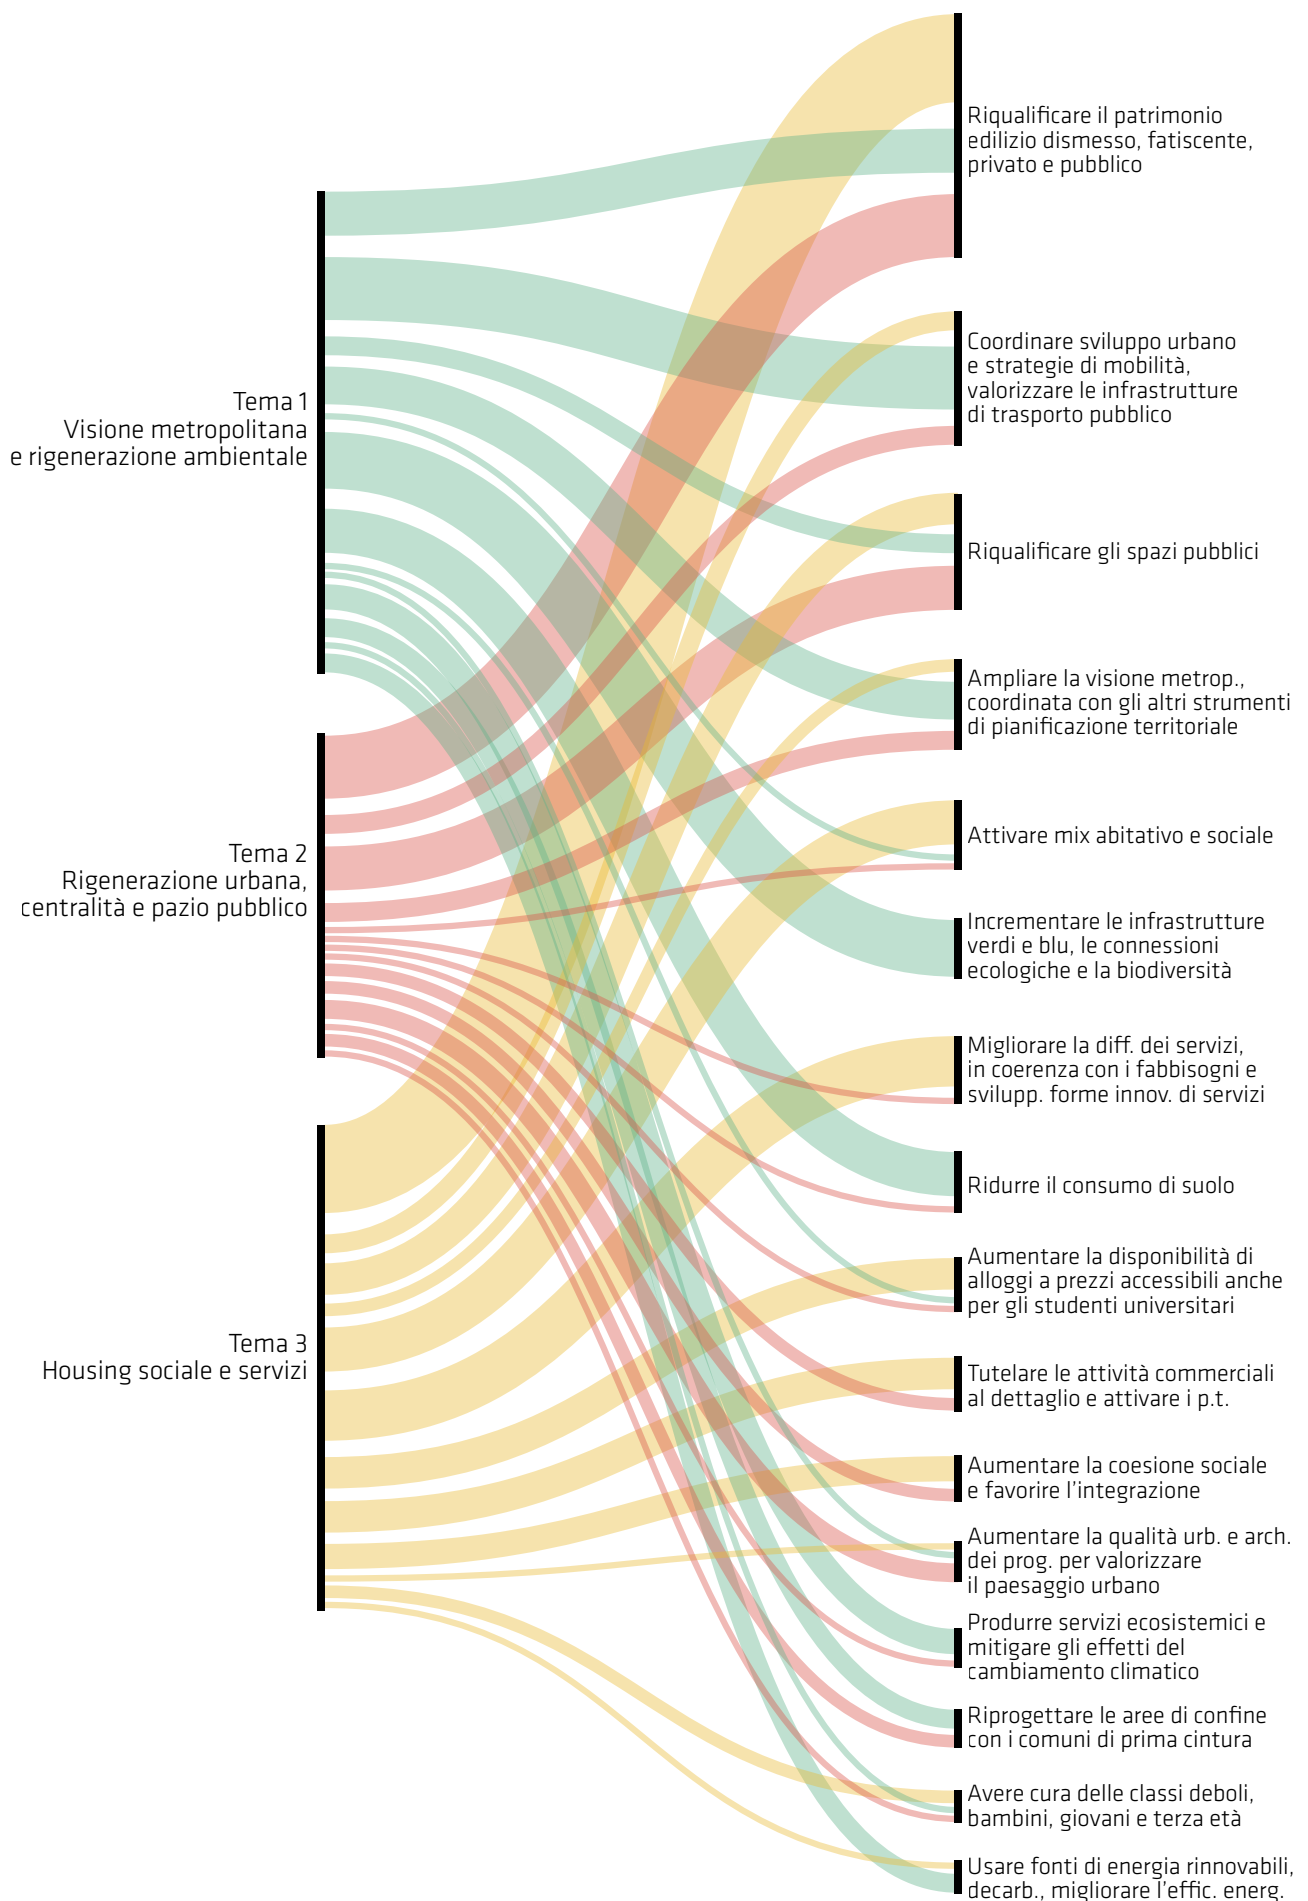 Tema 1
Visione metropolitana
e rigenerazione ambientale
Tema 2
Rigenerazione urbana,
centralità e pazio pubblico
Tema 3
Housing sociale e servizi
Riqualificare il patrimonio
edilizio dismesso, fatiscente,
privato e pubblico
Coordinare sviluppo urbano
e strategie di mobilità,
valorizzare le infrastrutture
di trasporto pubblico
Riqualificare gli spazi pubblici
Ampliare la visione metrop.,
coordinata con gli altri strumenti
di pianificazione territoriale
Attivare mix abitativo e sociale
Incrementare le infrastrutture
verdi e blu, le connessioni
ecologiche e la biodiversità
Migliorare la diff. dei servizi,
in coerenza con i fabbisogni e
svilupp. forme innov. di servizi
Ridurre il consumo di suolo
Aumentare la disponibilità di
alloggi a prezzi accessibili anche
per gli studenti universitari
Tutelare le attività commerciali
al dettaglio e attivare i p.t.
Aumentare la coesione sociale
e favorire l'integrazione
Aumentare la qualità urb. e arch.
dei prog. per valorizzare
il paesaggio urbano
Produrre servizi ecosistemici e
mitigare gli effetti del
cambiamento climatico
Riprogettare le aree di confine
con i comuni di prima cintura
Avere cura delle classi deboli,
bambini, giovani e terza età
Usare fonti di energia rinnovabili,
decarb., migliorare l'effic. energ.